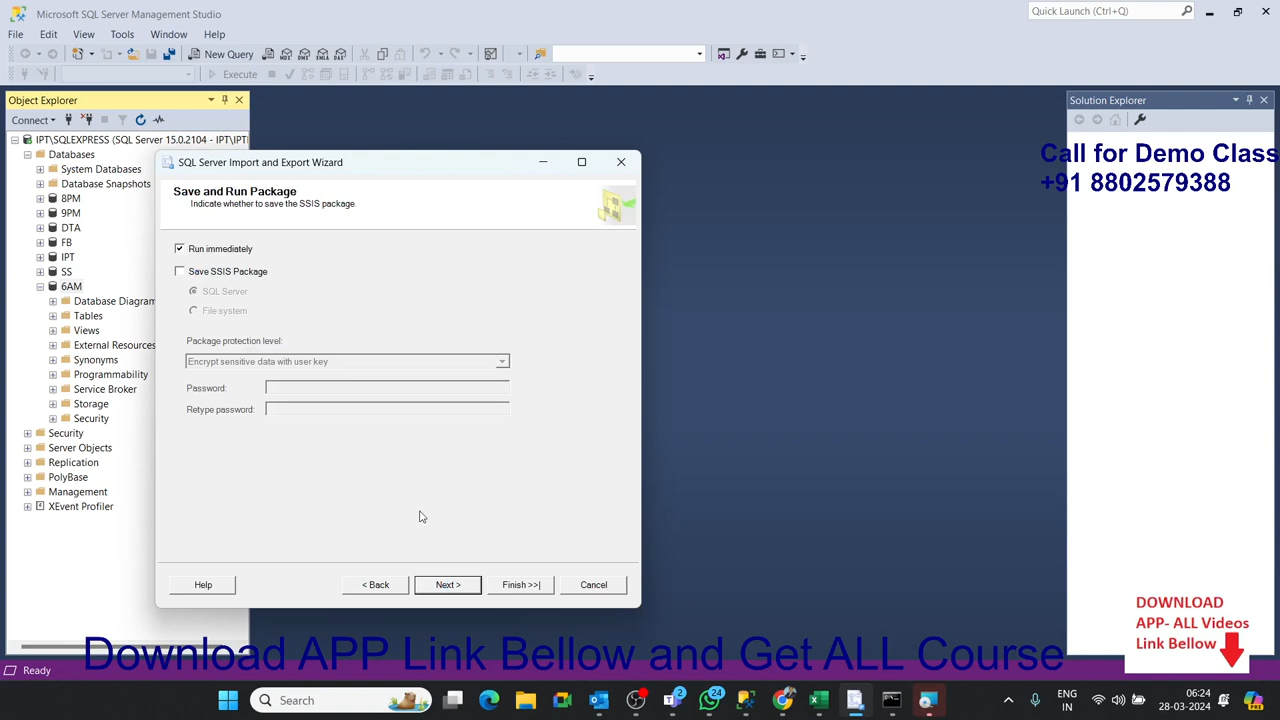 Microsoft SQL Server Management Studio
Quick Launch (Ctrl+Q)
File Edit View Tools Window Help
New Query
Execute
Object Explorer
Connect
Solution Explorer
IPT\SQLEXPRESS (SQL Server 15.0.2104 - IPT\IPT
Databases
System Databases
Database Snapshots
8PM
9PM
DTA
FB
IPT
SS
6AM
Database Diagram
Tables
Views
External Resources
Synonyms
Programmability
Service Broker
Storage
Security
Security
Server Objects
Replication
PolyBase
Management
XEvent Profiler
SQL Server Import and Export Wizard
Save and Run Package
Indicate whether to save the SSIS package.
Run immediately
Save SSIS Package
SQL Server
File system
Package protection level:
Encrypt sensitive data with user key
Password:
Retype password:
Help
< Back
Next >
Finish >>|
Cancel
Call for Demo Class
+91 8802579388
DOWNLOAD
APP- ALL Videos
Link Bellow
Download APP Link Bellow and Get ALL Course
Ready
Search
2
24
ENG
IN
06:24
28-03-2024